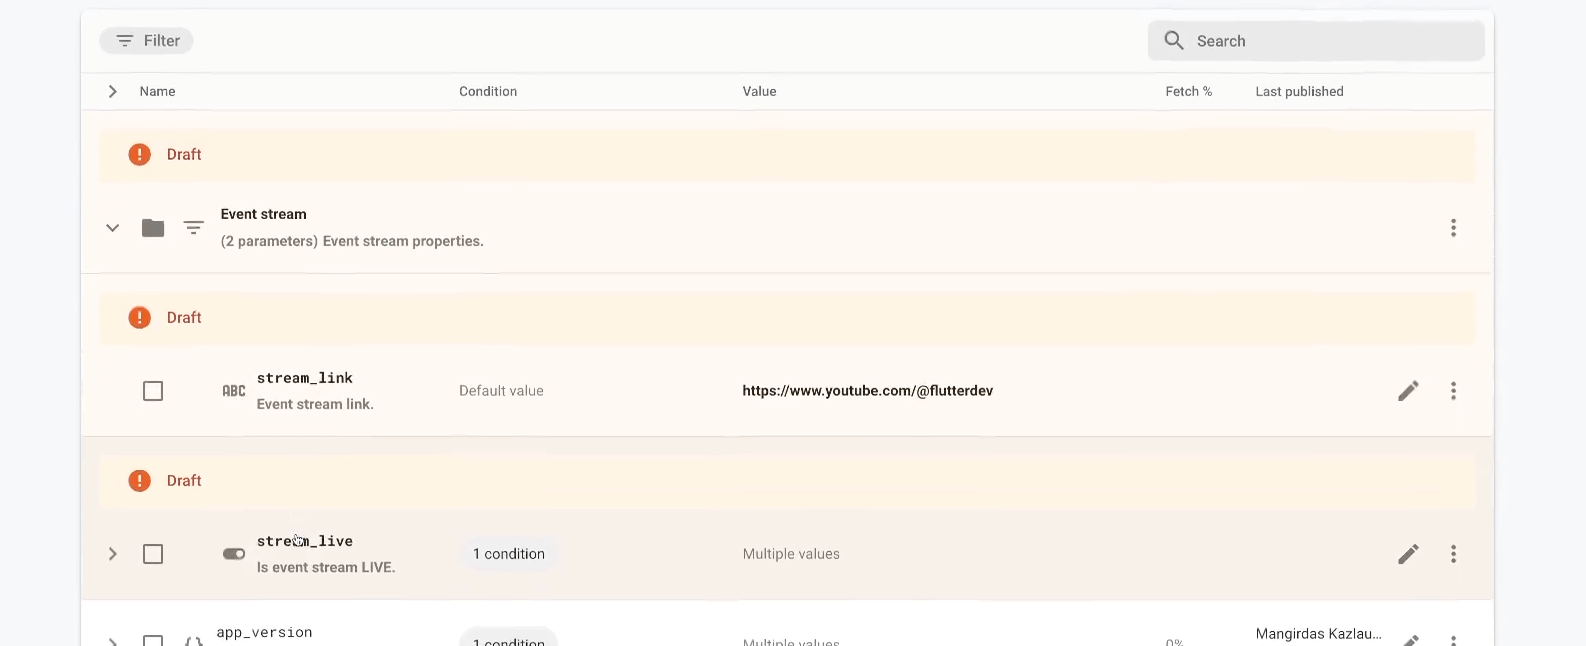 Filter
Search
Name Condition Value Fetch % Last published
Draft
Event stream
(2 parameters) Event stream properties.
Draft
ABC stream_link Default value https://www.youtube.com/@flutterdev
Event stream link.
Draft
stream_live 1 condition Multiple values
Is event stream LIVE.
app_version 1 condition Multiple values 0% Mangirdas Kazlau...